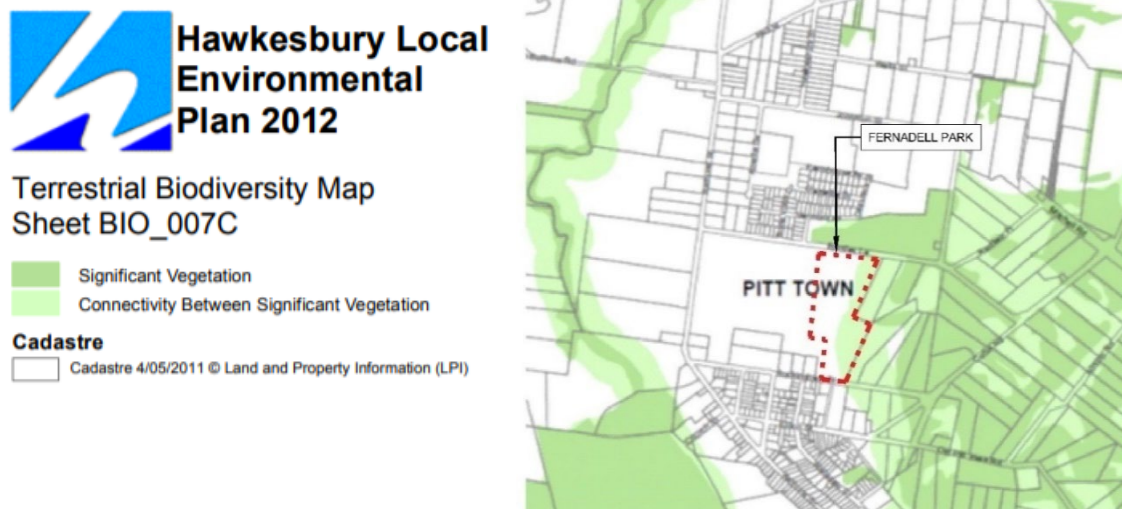 Hawkesbury Local
Environmental
Plan 2012
Terrestrial Biodiversity Map
Sheet BIO_007C
Significant Vegetation
Connectivity Between Significant Vegetation
Cadastre
Cadastre 4/05/2011 © Land and Property Information (LPI)
FERNADELL PARK
PITT TOWN